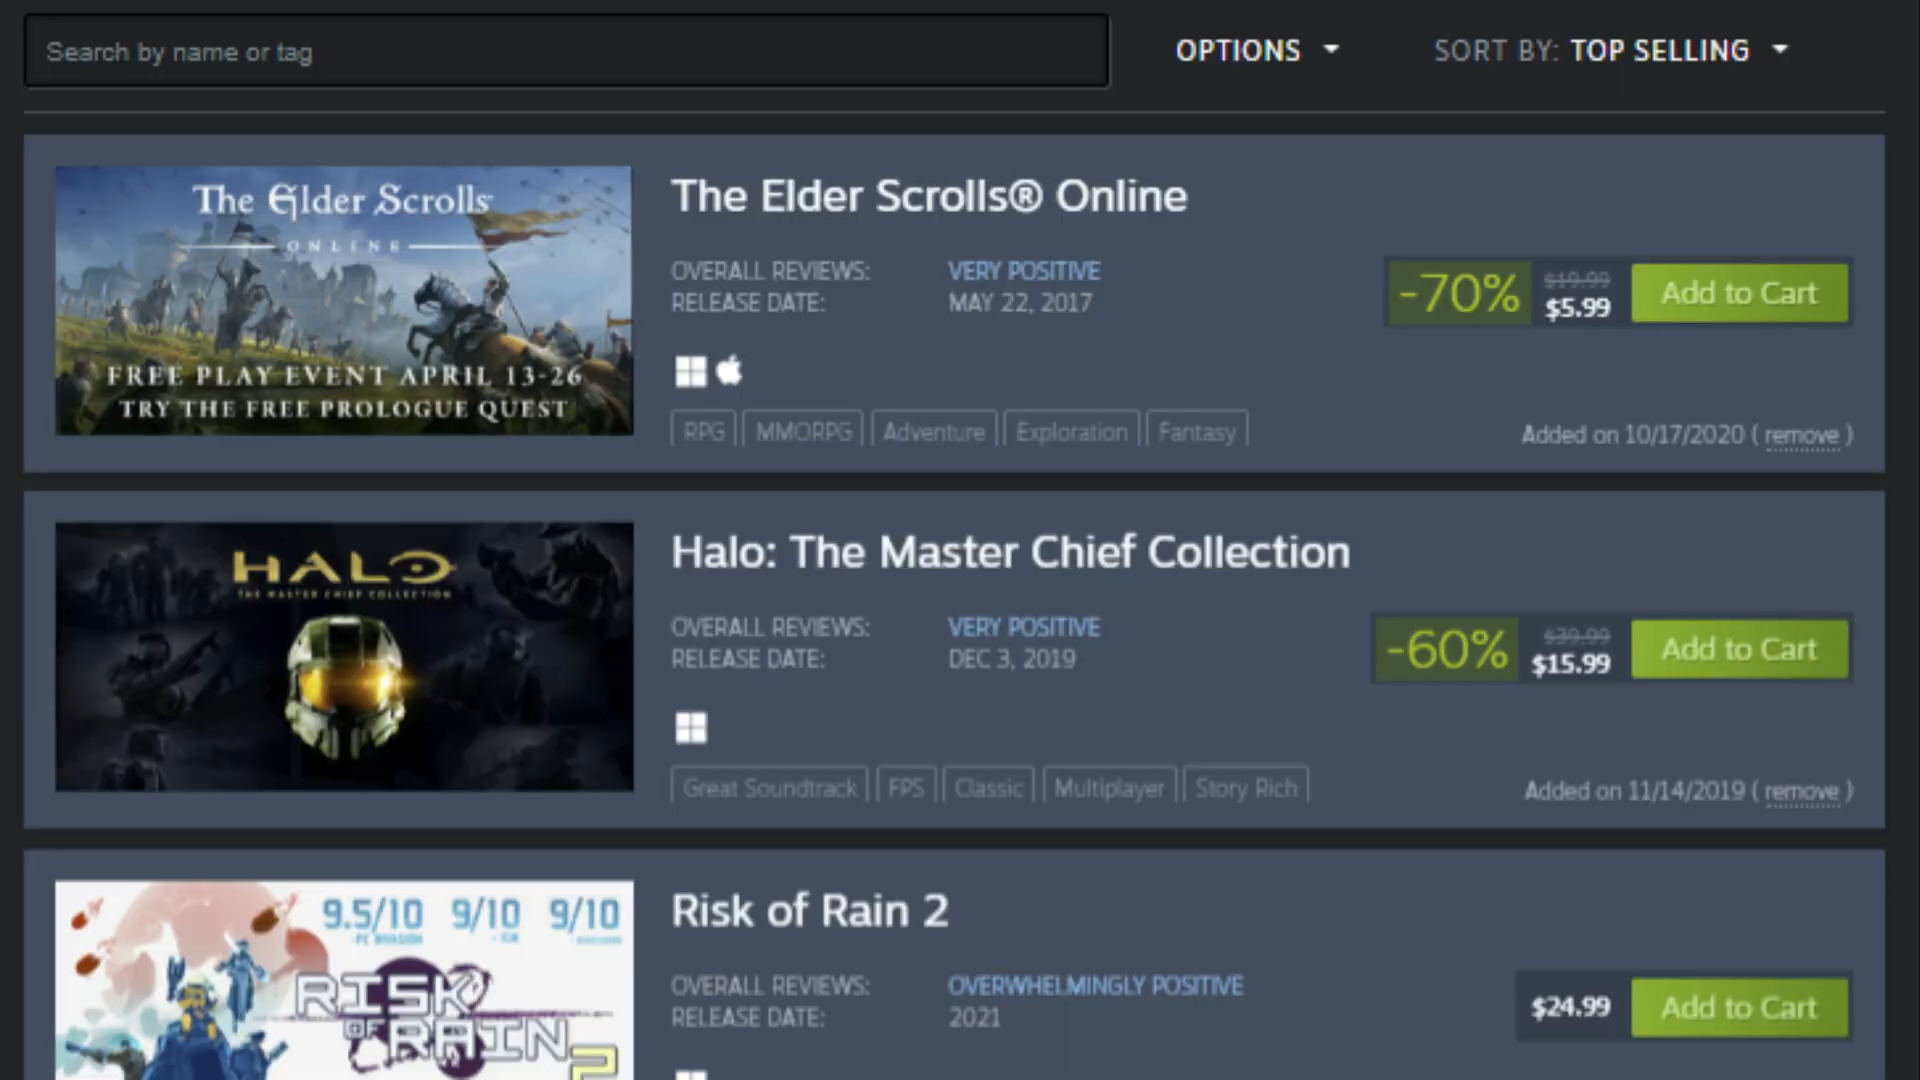 Search by name or tag
OPTIONS
SORT BY: TOP SELLING
The Elder Scrolls
ONLINE
FREE PLAY EVENT APRIL 13-26
TRY THE FREE PROLOGUE QUEST
The Elder Scrolls® Online
OVERALL REVIEWS: VERY POSITIVE
RELEASE DATE: MAY 22, 2017
-70% $19.99 $5.99 Add to Cart
RPG MMORPG Adventure Exploration Fantasy
Added on 10/17/2020 ( remove )
HALO
THE MASTER CHIEF COLLECTION
Halo: The Master Chief Collection
OVERALL REVIEWS: VERY POSITIVE
RELEASE DATE: DEC 3, 2019
-60% $39.99 $15.99 Add to Cart
Great Soundtrack FPS Classic Multiplayer Story Rich
Added on 11/14/2019 ( remove )
9.5/10 9/10 9/10
RISK
OF RAIN 2
Risk of Rain 2
OVERALL REVIEWS: OVERWHELMINGLY POSITIVE
RELEASE DATE: 2021
$24.99 Add to Cart